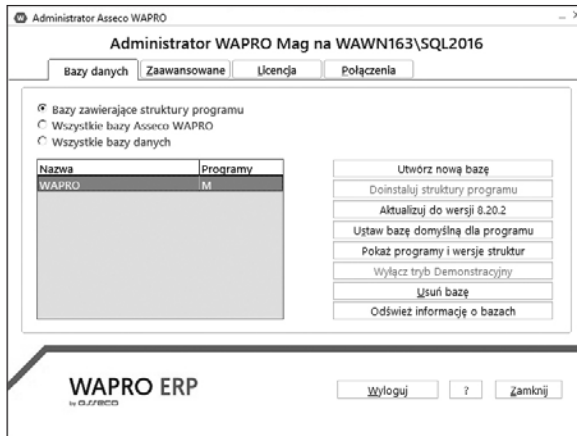 Administrator Asseco WAPRO
Administrator WAPRO Mag na WAWN163\SQL2016
Bazy danych
Zaawansowane
Licencja
Połączenia
Bazy zawierające struktury programu
Wszystkie bazy Asseco WAPRO
Wszystkie bazy danych
Nazwa Programy
WAPRO M
Utwórz nową bazę
Doinstaluj struktury programu
Aktualizuj do wersji 8.20.2
Ustaw bazę domyślną dla programu
Pokaż programy i wersje struktur
Wyłącz tryb Demonstracyjny
Usuń bazę
Odśwież informację o bazach
WAPRO ERP
by asseco
Wyloguj
?
Zamknij